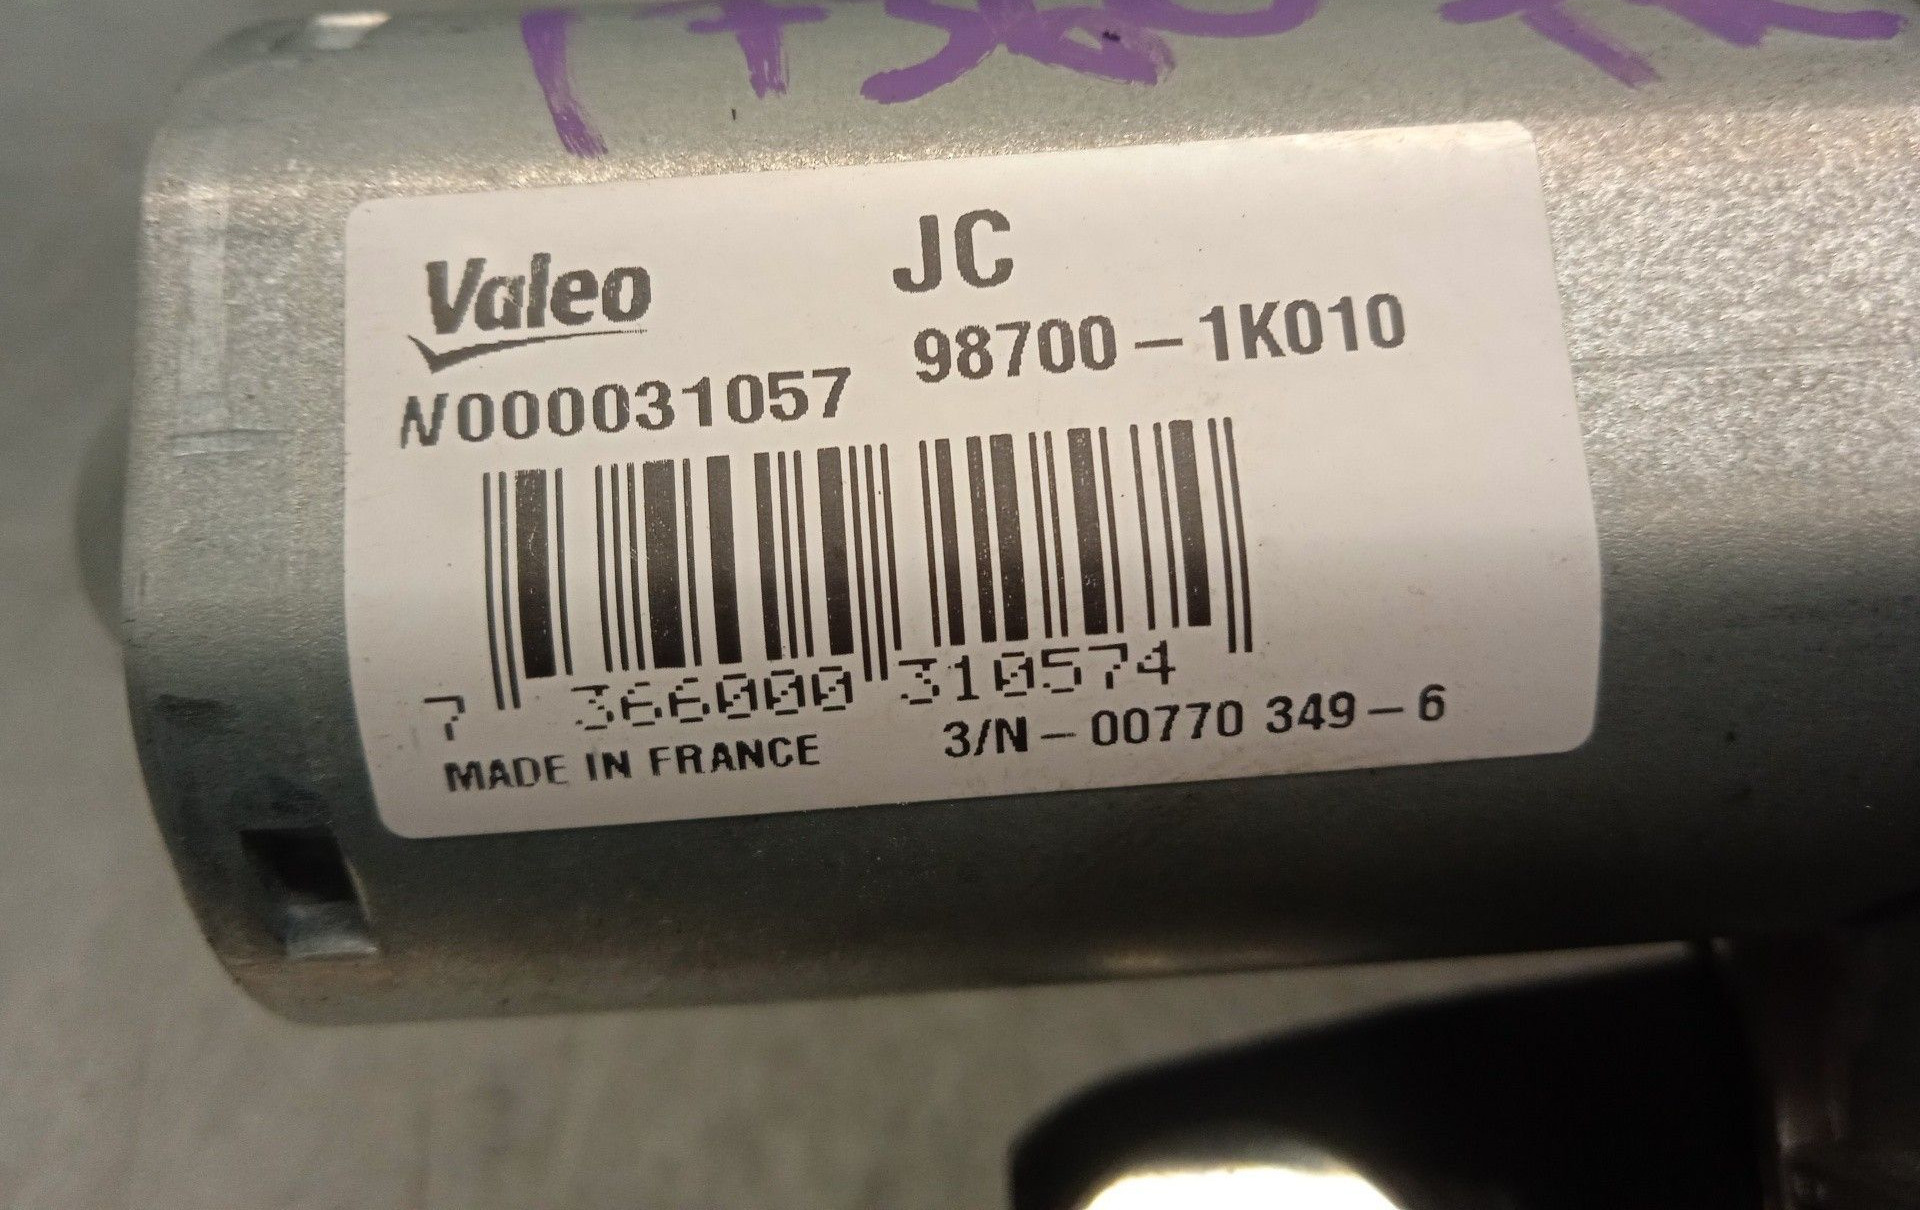 Valeo
JC
98700-1K010
N000031057
7 366000 310574
MADE IN FRANCE
3/N-00770 349-6